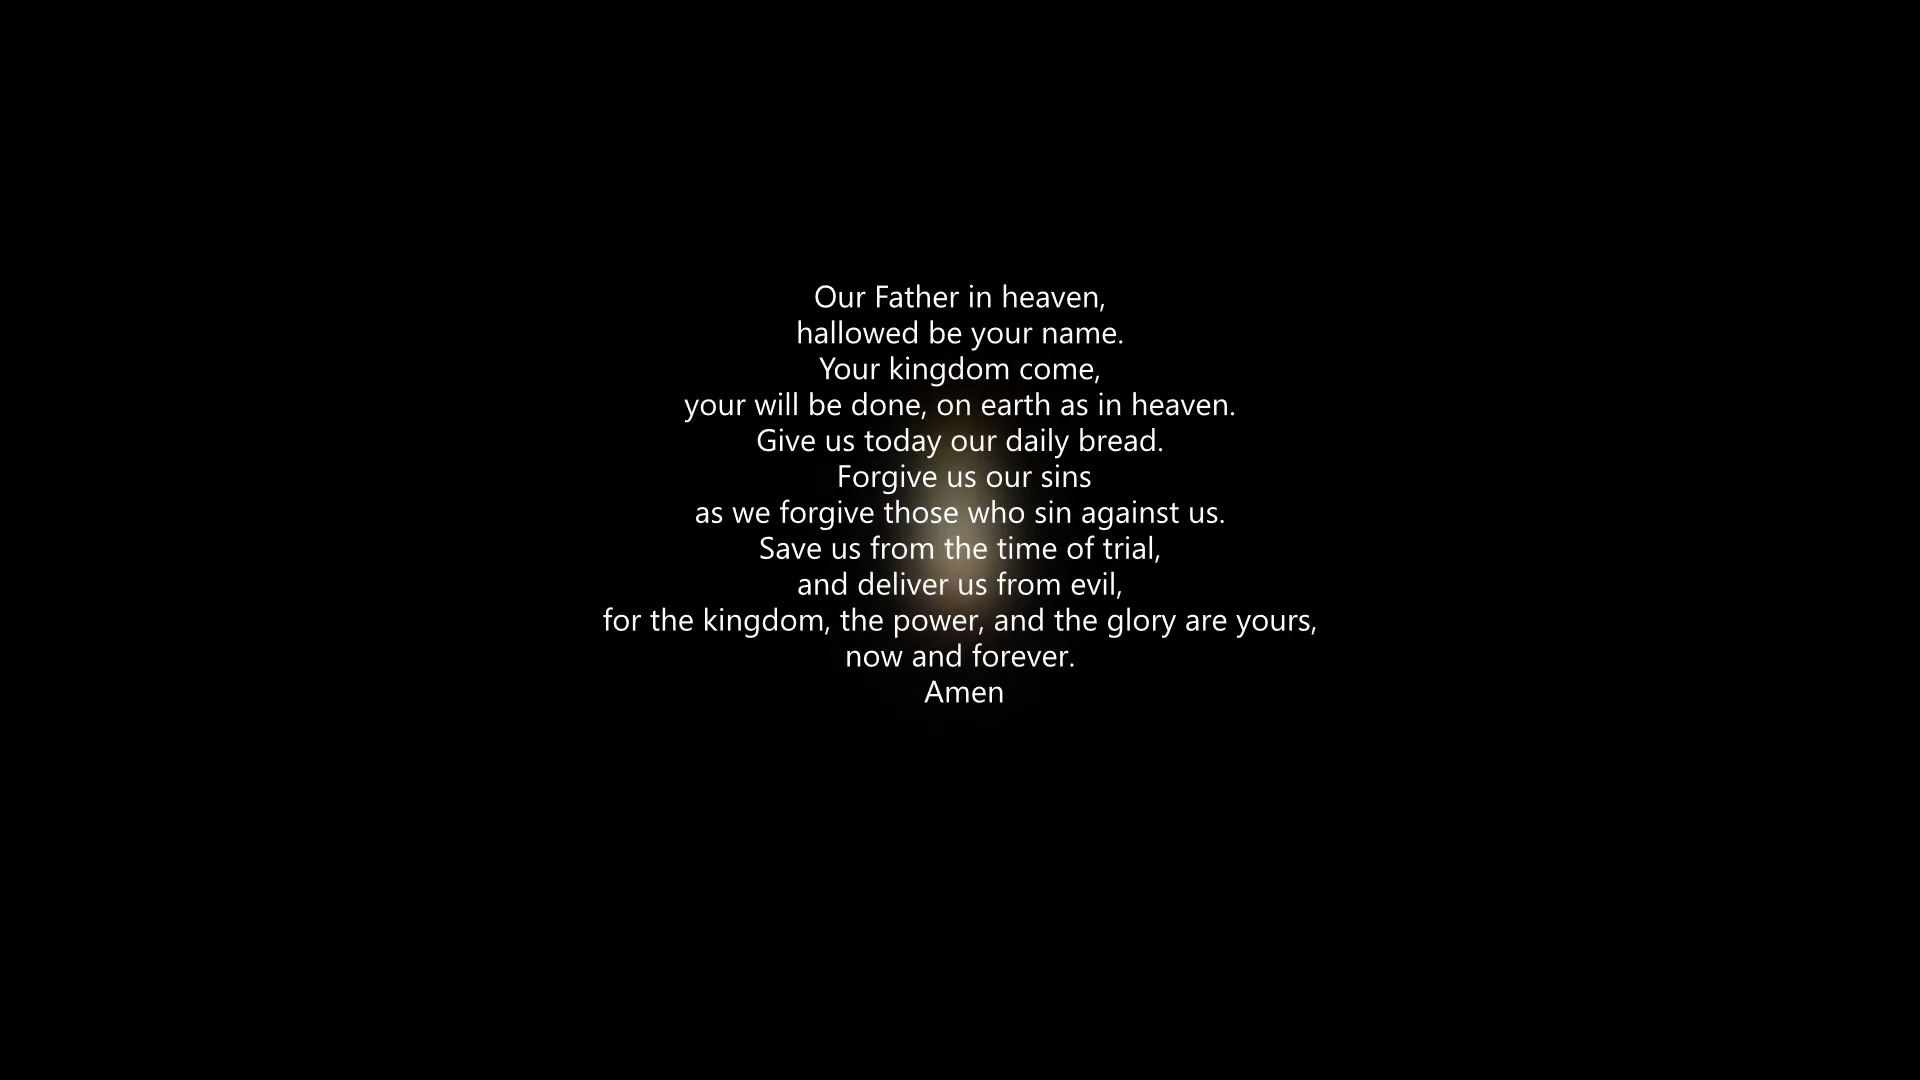 Our Father in heaven,
hallowed be your name.
Your kingdom come,
your will be done, on earth as in heaven.
Give us today our daily bread.
Forgive us our sins
as we forgive those who sin against us.
Save us from the time of trial,
and deliver us from evil,
for the kingdom, the power, and the glory are yours,
now and forever.
Amen